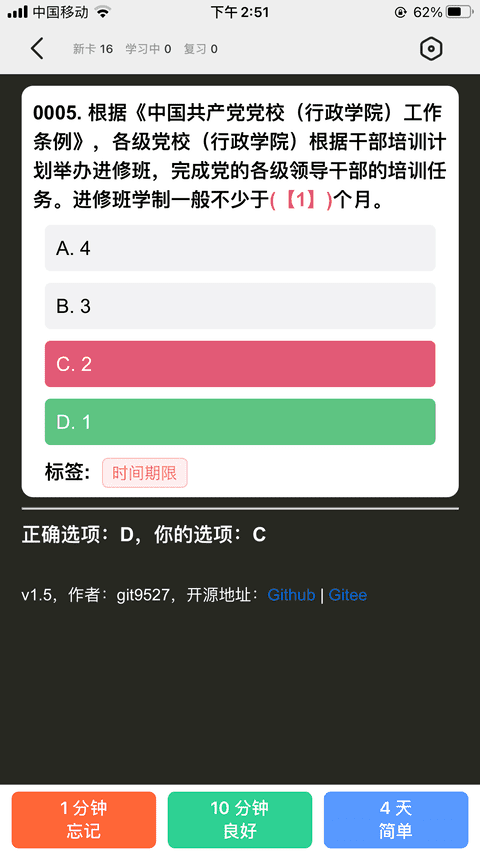 中国移动 下午 2:51 62%
新卡 16 学习中 0 复习 0
0005. 根据《中国共产党党校（行政学院）工作
条例》，各级党校（行政学院）根据干部培训计
划举办进修班，完成党的各级领导干部的培训任
务。进修班学制一般不少于(【1】)个月。
A. 4
B. 3
C. 2
D. 1
标签: 时间期限
正确选项：D，你的选项：C
v1.5，作者：git9527，开源地址：Github | Gitee
1 分钟 10 分钟 4 天
忘记 良好 简单